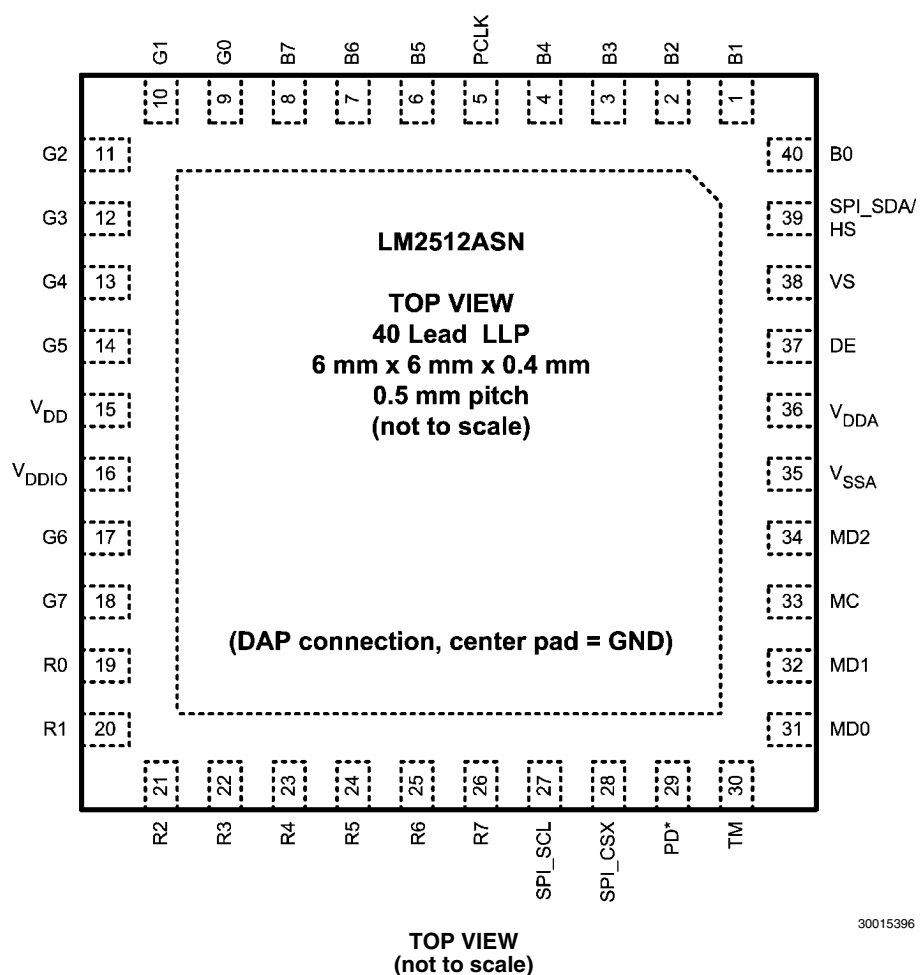 G1 G0 B7 B6 B5 PCLK B4 B3 B2 B1
10 9 8 7 6 5 4 3 2 1
G2 11 40 B0
G3 12 39 SPI_SDA/
HS
G4 13 38 VS
G5 14 37 DE
VDD 15 36 VDDA
VDDIO 16 35 VSSA
G6 17 34 MD2
G7 18 33 MC
R0 19 32 MD1
R1 20 31 MD0
LM2512ASN
TOP VIEW
40 Lead LLP
6 mm x 6 mm x 0.4 mm
0.5 mm pitch
(not to scale)
(DAP connection, center pad = GND)
21 22 23 24 25 26 27 28 29 30
R2 R3 R4 R5 R6 R7 SPI_SCL SPI_CSX PD* TM
30015396
TOP VIEW
(not to scale)